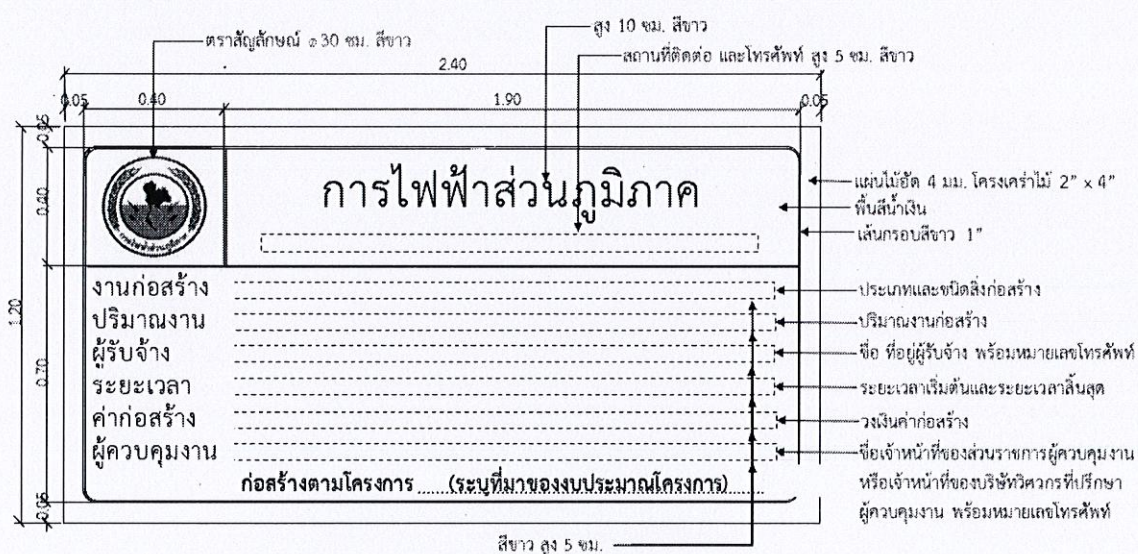 ตราสัญลักษณ์ ⌀30 ซม. สีขาว
สูง 10 ซม. สีขาว
สถานที่ติดต่อ และโทรศัพท์ สูง 5 ซม. สีขาว
2.40
0.05 0.40 1.90 0.05
0.05
0.40
1.20
0.70
0.05
การไฟฟ้าส่วนภูมิภาค
การไฟฟ้าส่วนภูมิภาค
แผ่นไม้อัด 4 มม. โครงเคร่าไม้ 2" x 4"
พื้นสีน้ำเงิน
เส้นกรอบสีขาว 1"
งานก่อสร้าง
ประเภทและชนิดสิ่งก่อสร้าง
ปริมาณงาน
ปริมาณงานก่อสร้าง
ผู้รับจ้าง
ชื่อ ที่อยู่ผู้รับจ้าง พร้อมหมายเลขโทรศัพท์
ระยะเวลา
ระยะเวลาเริ่มต้นและระยะเวลาสิ้นสุด
ค่าก่อสร้าง
วงเงินค่าก่อสร้าง
ผู้ควบคุมงาน
ชื่อเจ้าหน้าที่ของส่วนราชการผู้ควบคุมงาน
หรือเจ้าหน้าที่ของบริษัทวิศวกรที่ปรึกษา
ผู้ควบคุมงาน พร้อมหมายเลขโทรศัพท์
ก่อสร้างตามโครงการ ......(ระบุที่มาของงบประมาณโครงการ)......
สีขาว สูง 5 ซม.